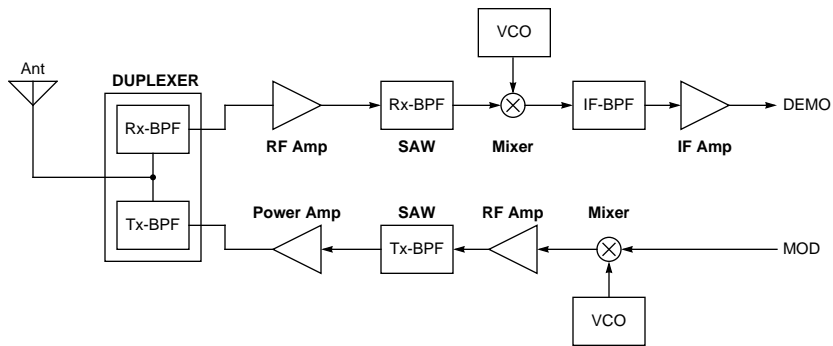 VCO
Ant
DUPLEXER
Rx-BPF
RF Amp
Rx-BPF
SAW
Mixer
IF-BPF
IF Amp
DEMO
Tx-BPF
Power Amp
SAW
Tx-BPF
RF Amp
Mixer
MOD
VCO